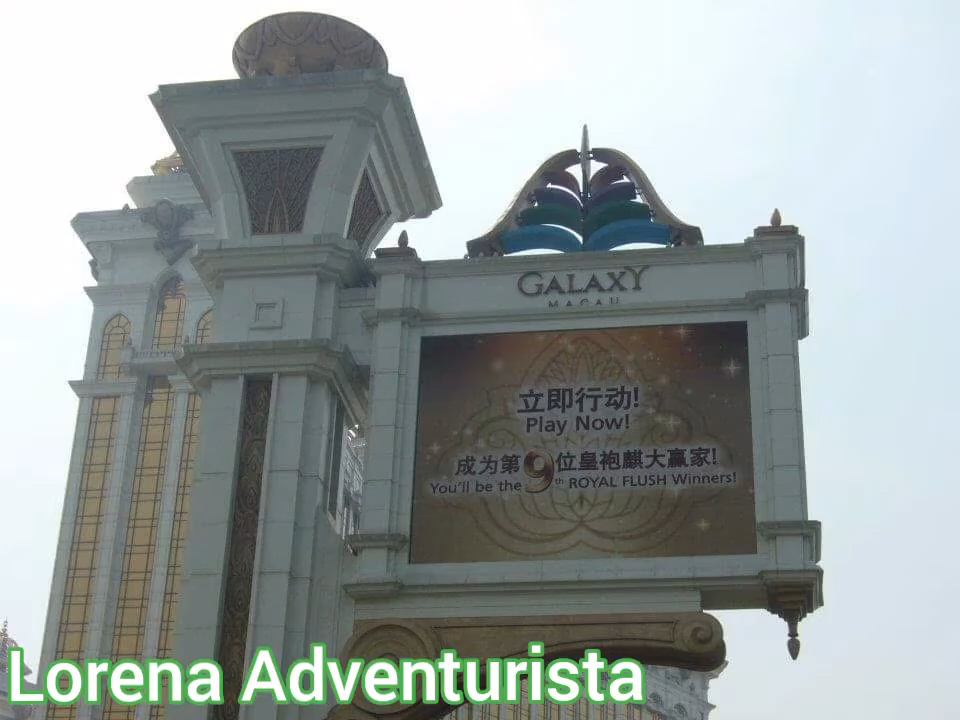 GALAXY
MACAU
立即行动!
Play Now!
成为第9位皇袍麒大赢家!
You'll be the 9th ROYAL FLUSH Winners!
Lorena Adventurista